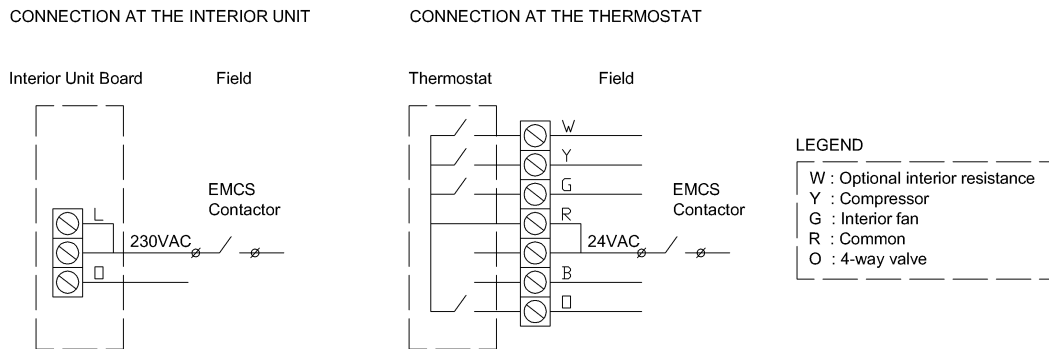 CONNECTION AT THE INTERIOR UNIT
CONNECTION AT THE THERMOSTAT
Interior Unit Board
Field
Thermostat
Field
L
230VAC
O
EMCS
Contactor
W
Y
G
R
24VAC
B
O
EMCS
Contactor
LEGEND
W : Optional interior resistance
Y : Compressor
G : Interior fan
R : Common
O : 4-way valve